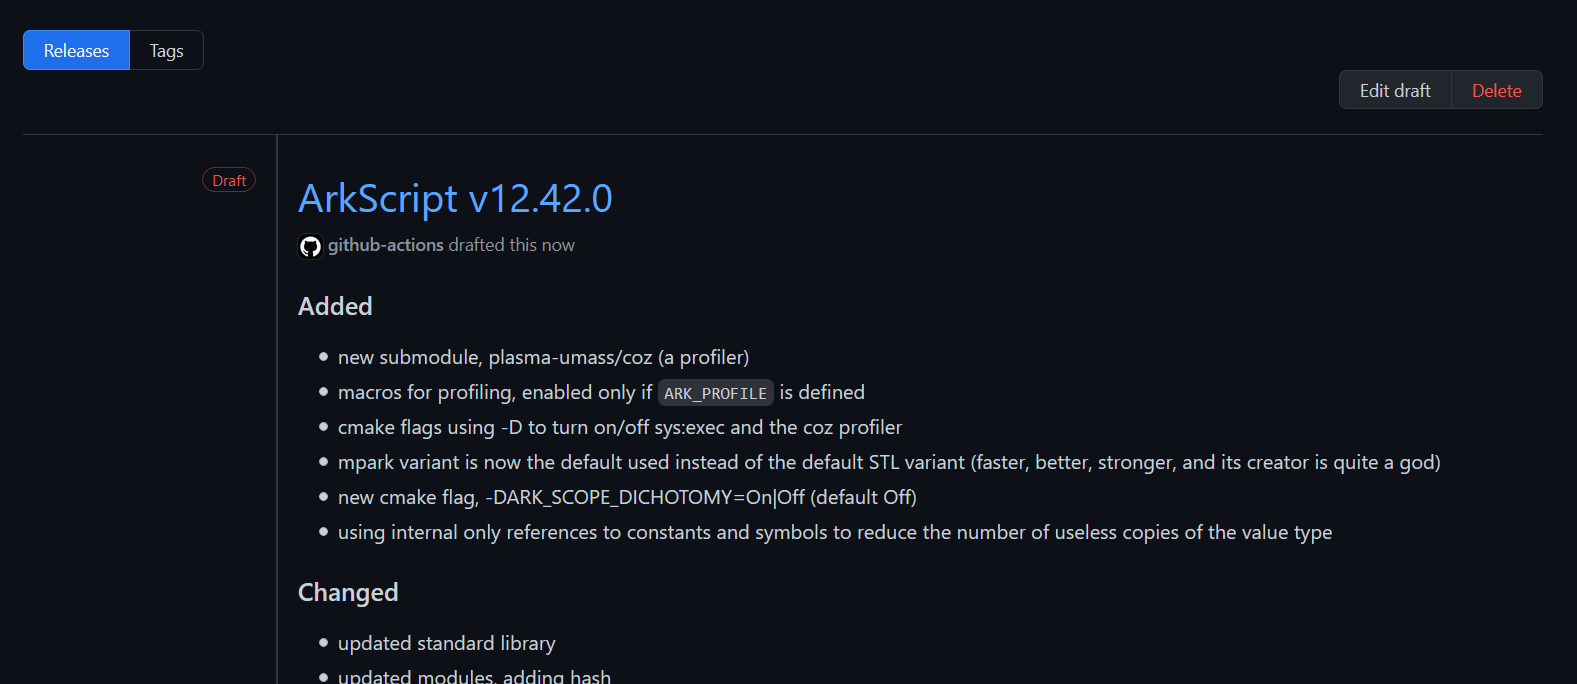 Releases Tags
Edit draft Delete
Draft
ArkScript v12.42.0
github-actions drafted this now
Added
new submodule, plasma-umass/coz (a profiler)
macros for profiling, enabled only if ARK_PROFILE is defined
cmake flags using -D to turn on/off sys:exec and the coz profiler
mpark variant is now the default used instead of the default STL variant (faster, better, stronger, and its creator is quite a god)
new cmake flag, -DARK_SCOPE_DICHOTOMY=On|Off (default Off)
using internal only references to constants and symbols to reduce the number of useless copies of the value type
Changed
updated standard library
updated modules, adding hash